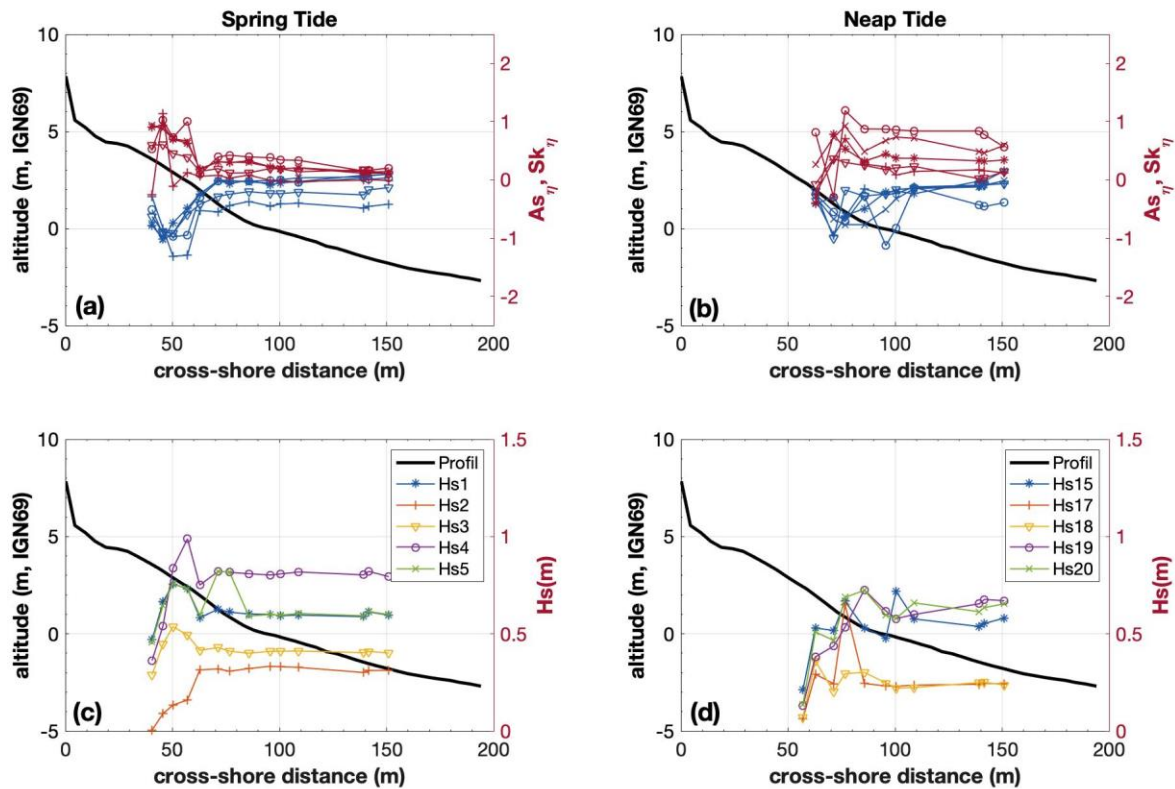 Spring Tide
Neap Tide
10
5
0
-5
altitude (m, IGN69)
2
1
0
-1
-2
As η, Sk η
(a)
0
50
100
150
200
cross-shore distance (m)
10
5
0
-5
altitude (m, IGN69)
2
1
0
-1
-2
As η, Sk η
(b)
0
50
100
150
200
cross-shore distance (m)
10
5
0
-5
altitude (m, IGN69)
1.5
1
0.5
0
Hs(m)
Profil
Hs1
Hs2
Hs3
Hs4
Hs5
(c)
0
50
100
150
200
cross-shore distance (m)
10
5
0
-5
altitude (m, IGN69)
1.5
1
0.5
0
Hs(m)
Profil
Hs15
Hs17
Hs18
Hs19
Hs20
(d)
0
50
100
150
200
cross-shore distance (m)